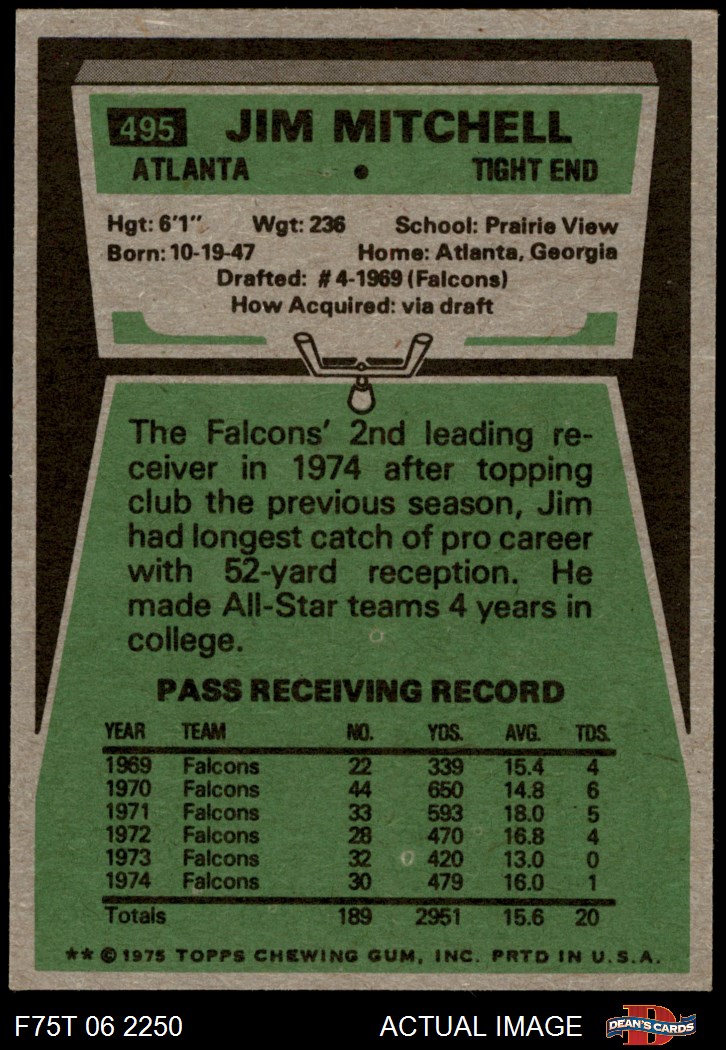 495 JIM MITCHELL
ATLANTA • TIGHT END
Hgt: 6'1" Wgt: 236 School: Prairie View
Born: 10-19-47 Home: Atlanta, Georgia
Drafted: #4-1969 (Falcons)
How Acquired: via draft
The Falcons' 2nd leading re-
ceiver in 1974 after topping
club the previous season, Jim
had longest catch of pro career
with 52-yard reception. He
made All-Star teams 4 years in
college.
PASS RECEIVING RECORD
YEAR TEAM NO. YDS. AVG. TDS.
1969 Falcons 22 339 15.4 4
1970 Falcons 44 650 14.8 6
1971 Falcons 33 593 18.0 5
1972 Falcons 28 470 16.8 4
1973 Falcons 32 420 13.0 0
1974 Falcons 30 479 16.0 1
Totals 189 2951 15.6 20
** © 1975 TOPPS CHEWING GUM, INC. PRTD IN U.S.A.
F75T 06 2250 ACTUAL IMAGE D DEAN'S CARDS